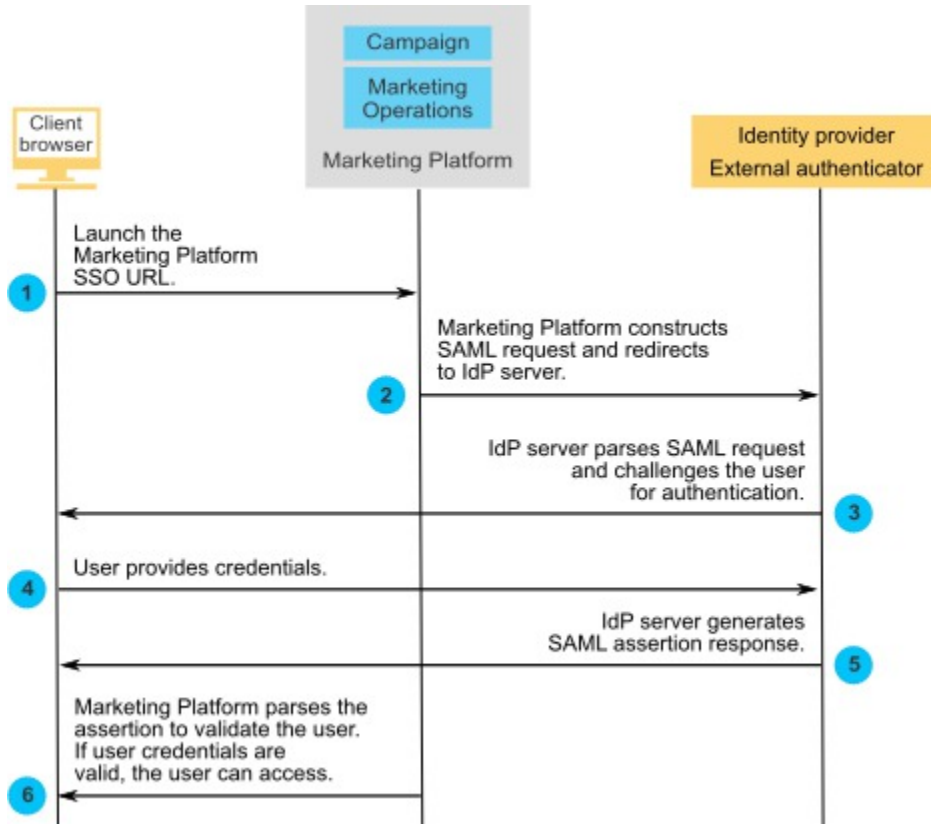 Campaign
Marketing
Operations
Marketing Platform
Client
browser
Identity provider
External authenticator
Launch the
Marketing Platform
SSO URL.
1
Marketing Platform constructs
SAML request and redirects
to IdP server.
2
IdP server parses SAML request
and challenges the user
for authentication.
3
User provides credentials.
4
IdP server generates
SAML assertion response.
5
Marketing Platform parses the
assertion to validate the user.
If user credentials are
valid, the user can access.
6